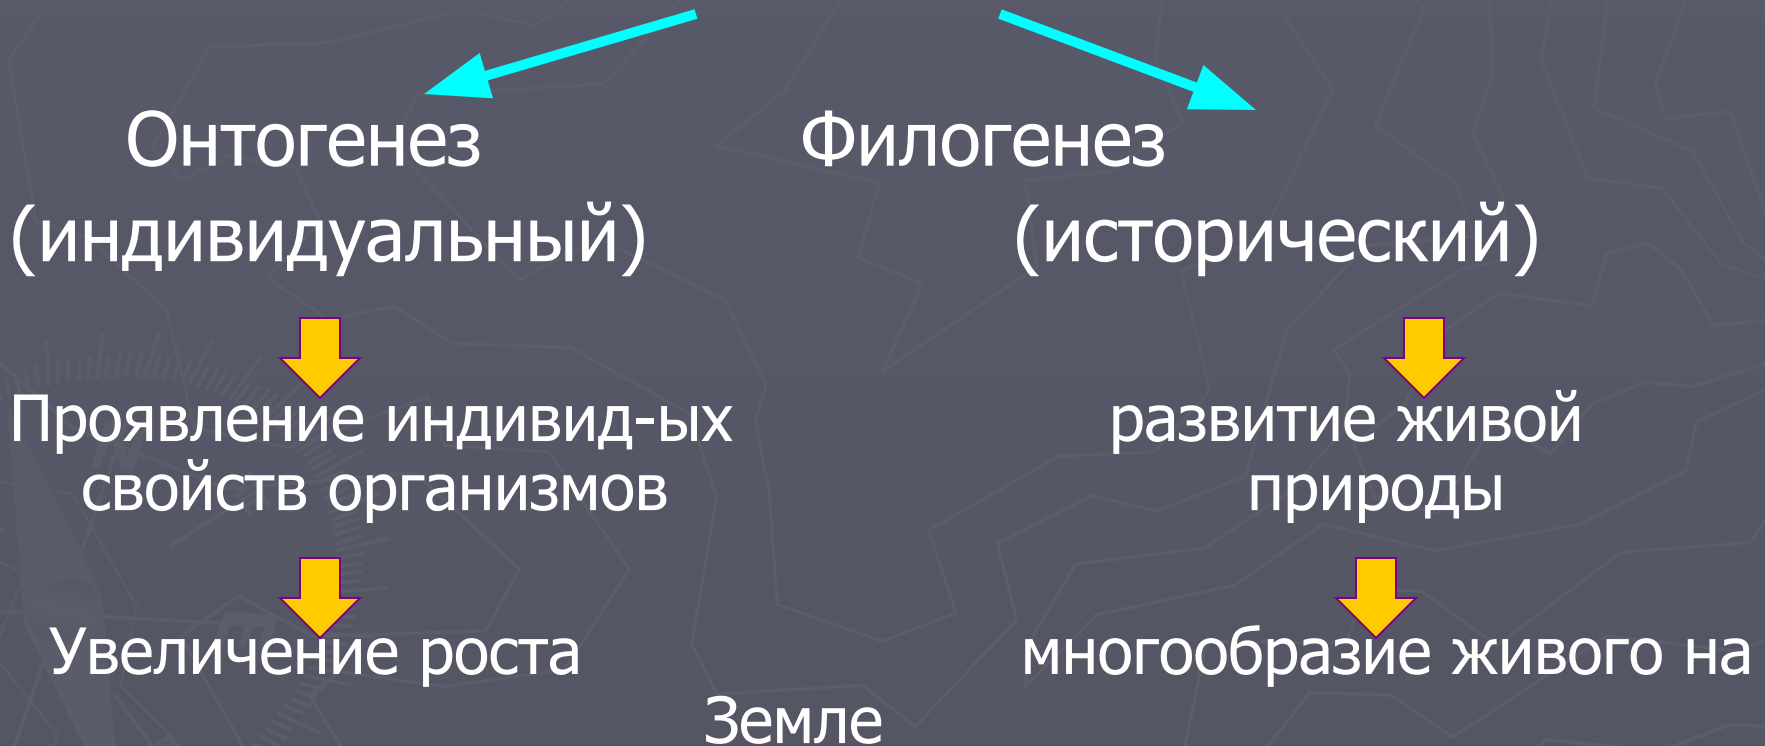 Онтогенез Филогенез
(индивидуальный) (исторический)
Проявление индивид-ых развитие живой
свойств организмов природы
Увеличение роста многообразие живого на
Земле